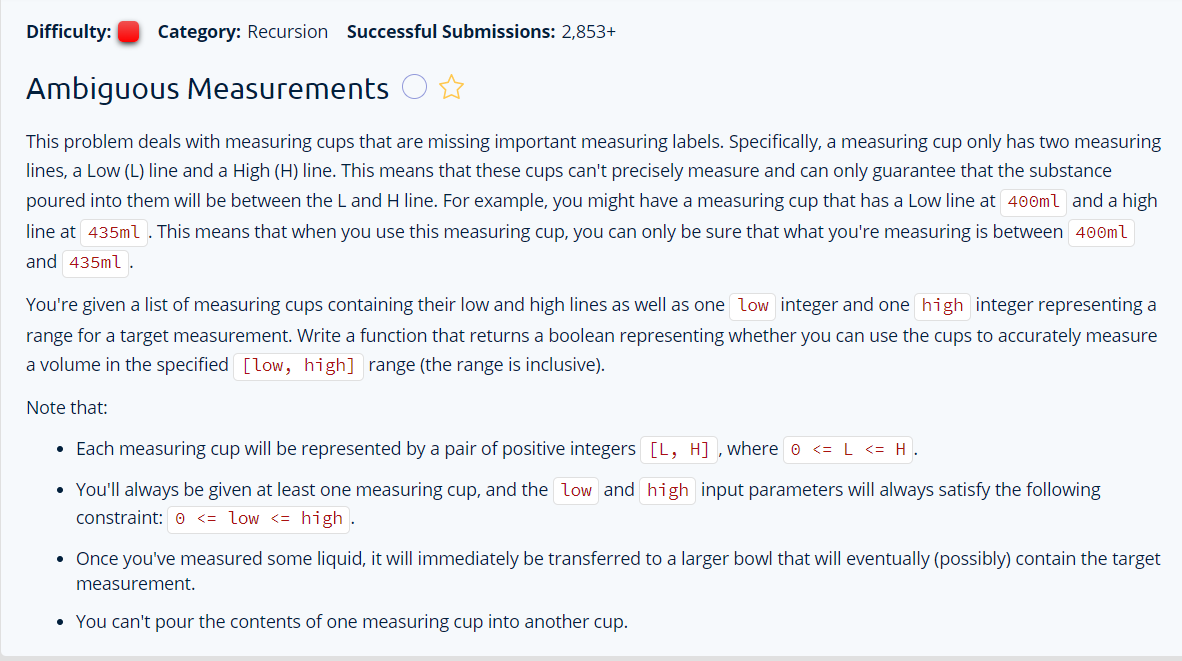 Difficulty: Category: Recursion Successful Submissions: 2,853+
Ambiguous Measurements
This problem deals with measuring cups that are missing important measuring labels. Specifically, a measuring cup only has two measuring
lines, a Low (L) line and a High (H) line. This means that these cups can't precisely measure and can only guarantee that the substance
poured into them will be between the L and H line. For example, you might have a measuring cup that has a Low line at 400ml and a high
line at 435ml. This means that when you use this measuring cup, you can only be sure that what you're measuring is between 400ml
and 435ml.
You're given a list of measuring cups containing their low and high lines as well as one low integer and one high integer representing a
range for a target measurement. Write a function that returns a boolean representing whether you can use the cups to accurately measure
a volume in the specified [low, high] range (the range is inclusive).
Note that:
• Each measuring cup will be represented by a pair of positive integers [L, H], where 0 <= L <= H.
• You'll always be given at least one measuring cup, and the low and high input parameters will always satisfy the following
constraint: 0 <= low <= high.
• Once you've measured some liquid, it will immediately be transferred to a larger bowl that will eventually (possibly) contain the target
measurement.
• You can't pour the contents of one measuring cup into another cup.